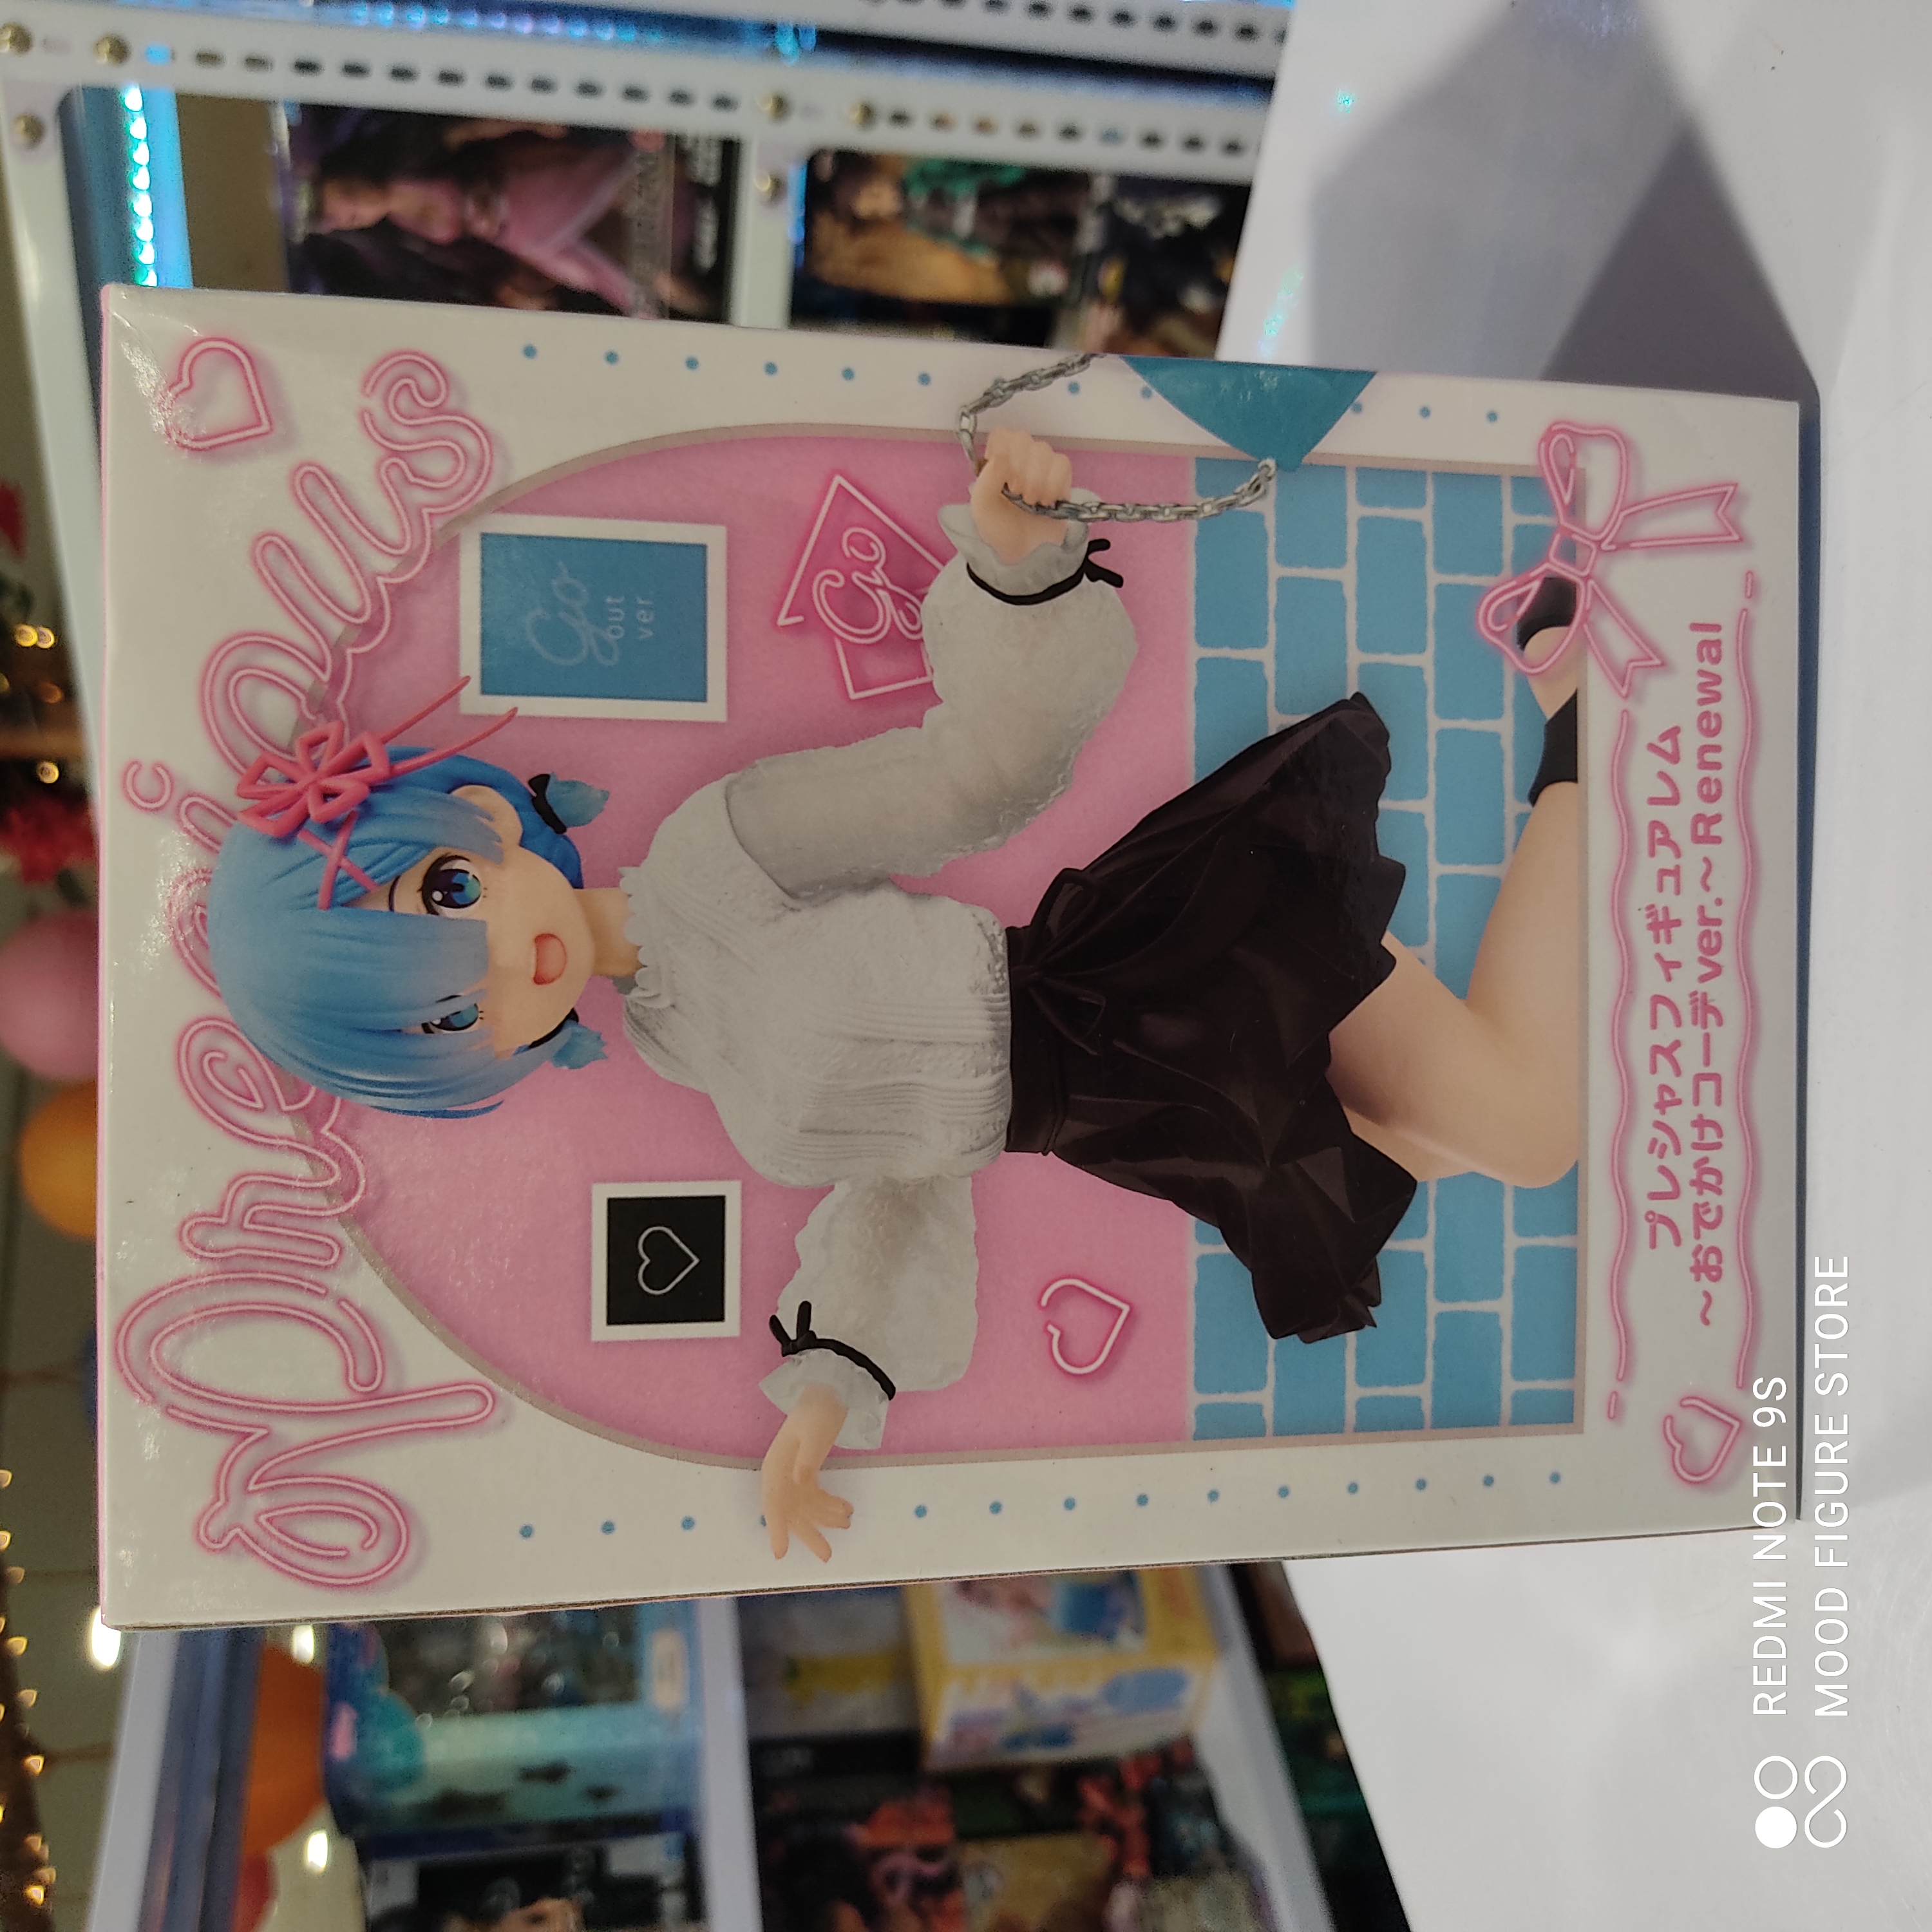 Precious
Go
out
ver.
Go
プレシャスフィギュア レム
～おでかけコーデver.～Renewal
REDMI NOTE 9S
MOOD FIGURE STORE